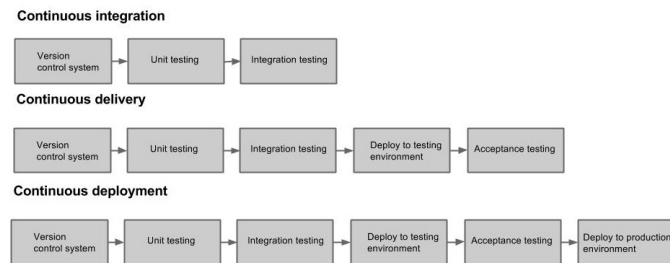 Continuous integration
Version
control system
Unit testing
Integration testing
Continuous delivery
Version
control system
Unit testing
Integration testing
Deploy to testing
environment
Acceptance testing
Continuous deployment
Version
control system
Unit testing
Integration testing
Deploy to testing
environment
Acceptance testing
Deploy to production
environment